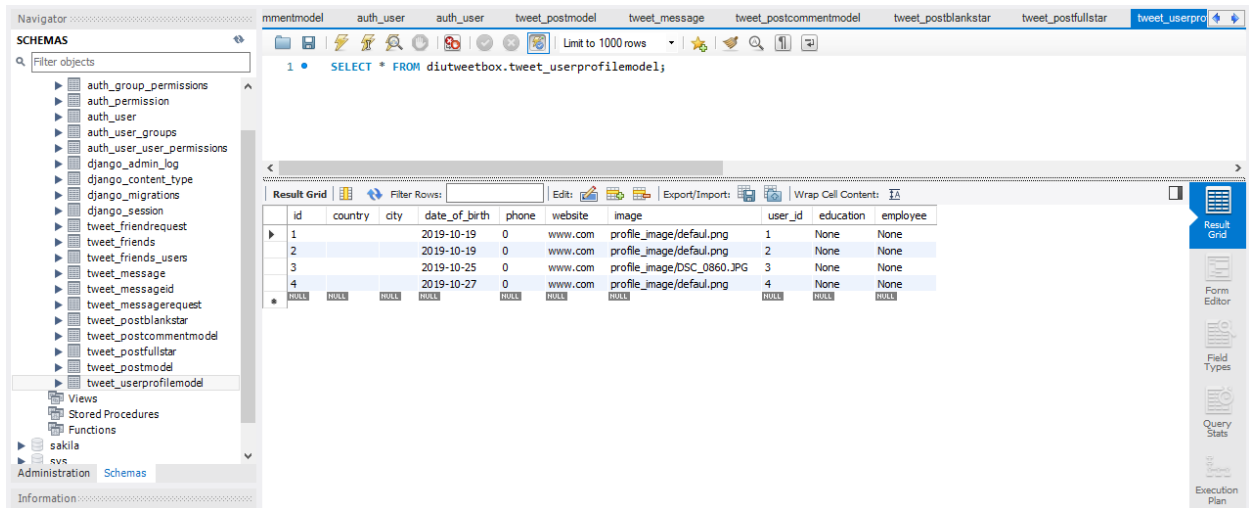 Navigator
mmentmodel auth_user auth_user tweet_postmodel tweet_message tweet_postcommentmodel tweet_postblankstar tweet_postfullstar tweet_userpro
SCHEMAS
Filter objects
auth_group_permissions
auth_permission
auth_user
auth_user_groups
auth_user_user_permissions
django_admin_log
django_content_type
django_migrations
django_session
tweet_friendrequest
tweet_friends
tweet_friends_users
tweet_message
tweet_messageid
tweet_messagerequest
tweet_postblankstar
tweet_postcommentmodel
tweet_postfullstar
tweet_postmodel
tweet_userprofilemodel
Views
Stored Procedures
Functions
sakila
sys
Administration Schemas
Information
Limit to 1000 rows
1 SELECT * FROM diutweetbox.tweet_userprofilemodel;
Result Grid Filter Rows: Edit: Export/Import: Wrap Cell Content: IA
id country city date_of_birth phone website image user_id education employee
1 2019-10-19 0 www.com profile_image/defaul.png 1 None None
2 2019-10-19 0 www.com profile_image/defaul.png 2 None None
3 2019-10-25 0 www.com profile_image/DSC_0860.JPG 3 None None
4 2019-10-27 0 www.com profile_image/defaul.png 4 None None
NULL NULL NULL NULL NULL NULL NULL NULL NULL NULL
Result
Grid
Form
Editor
Field
Types
Query
Stats
Execution
Plan